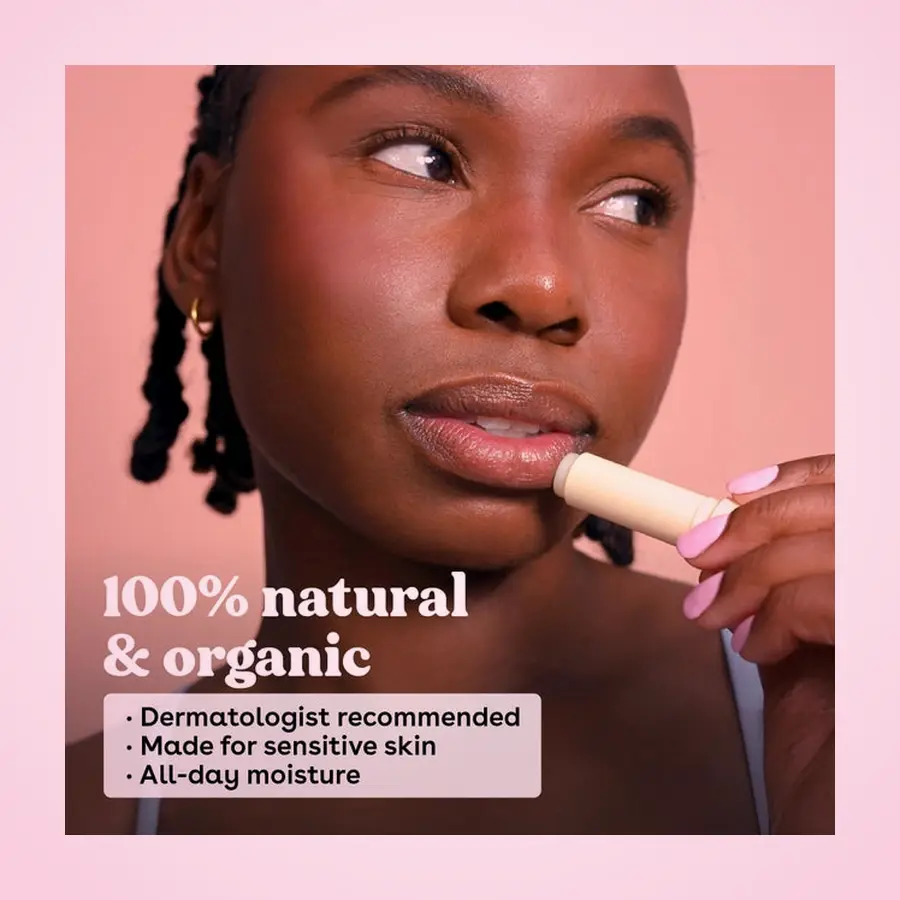 100% natural
& organic
· Dermatologist recommended
· Made for sensitive skin
· All-day moisture